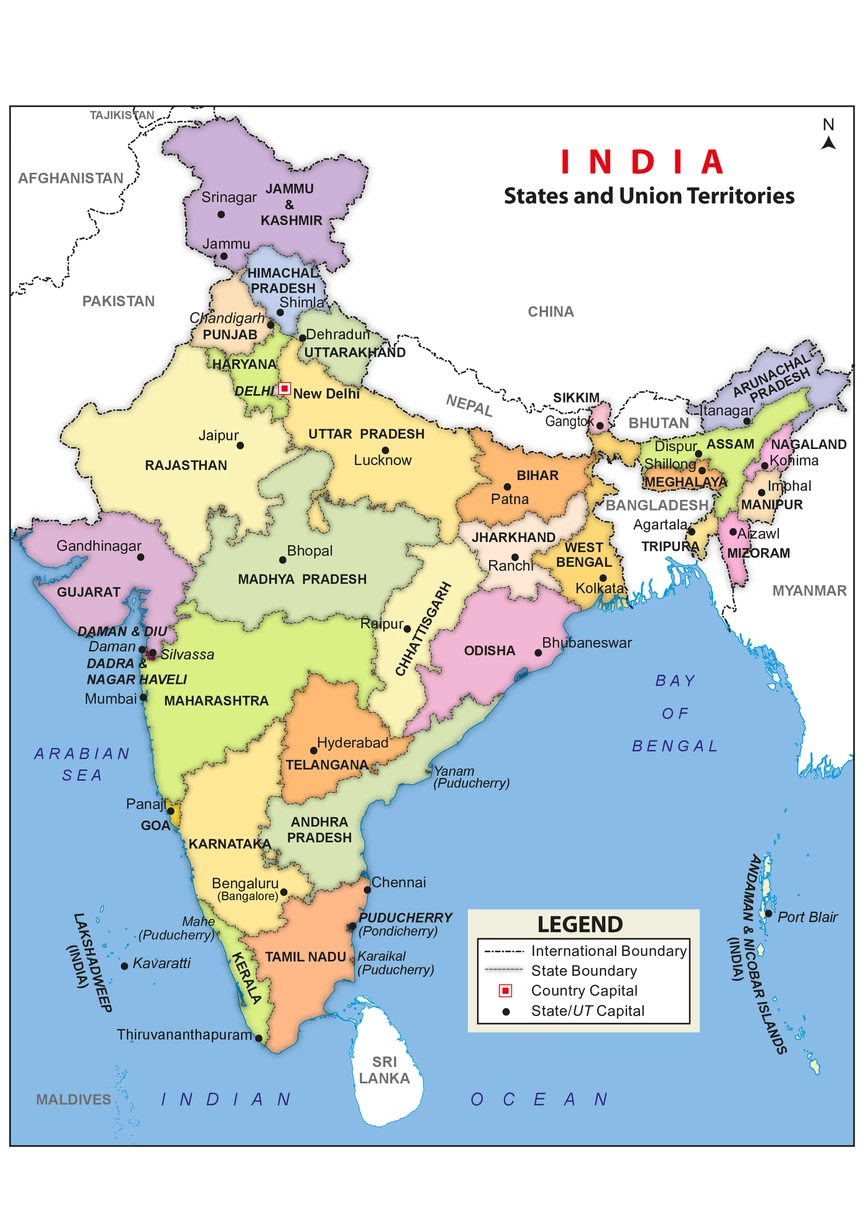 TAJIKISTAN
N
INDIA
States and Union Territories
AFGHANISTAN
JAMMU
&
KASHMIR
Srinagar
Jammu
PAKISTAN
HIMACHAL
PRADESH
Shimla
CHINA
Chandigarh
PUNJAB
Dehradun
UTTARAKHAND
HARYANA
DELHI
New Delhi
NEPAL
SIKKIM
Gangtok
BHUTAN
ARUNACHAL
PRADESH
Itanagar
Jaipur
RAJASTHAN
UTTAR PRADESH
Lucknow
BIHAR
Patna
Dispur
ASSAM
NAGALAND
Kohima
Shillong
MEGHALAYA
Imphal
MANIPUR
BANGLADESH
Agartala
TRIPURA
Aizawl
MIZORAM
MYANMAR
Gandhinagar
GUJARAT
Bhopal
MADHYA PRADESH
JHARKHAND
Ranchi
WEST
BENGAL
Kolkata
Raipur
CHHATTISGARH
ODISHA
Bhubaneswar
DAMAN & DIU
Daman
Silvassa
DADRA &
NAGAR HAVELI
Mumbai
MAHARASHTRA
BAY
OF
BENGAL
ARABIAN
SEA
Hyderabad
TELANGANA
Yanam
(Puducherry)
Panaji
GOA
KARNATAKA
ANDHRA
PRADESH
Bengaluru
(Bangalore)
Chennai
Mahe
(Puducherry)
PUDUCHERRY
(Pondicherry)
TAMIL NADU
Karaikal
(Puducherry)
KERALA
LAKSHADWEEP
(INDIA)
Kavaratti
Thiruvananthapuram
ANDAMAN & NICOBAR ISLANDS
(INDIA)
Port Blair
LEGEND
International Boundary
State Boundary
Country Capital
State/UT Capital
SRI
LANKA
MALDIVES
INDIAN OCEAN